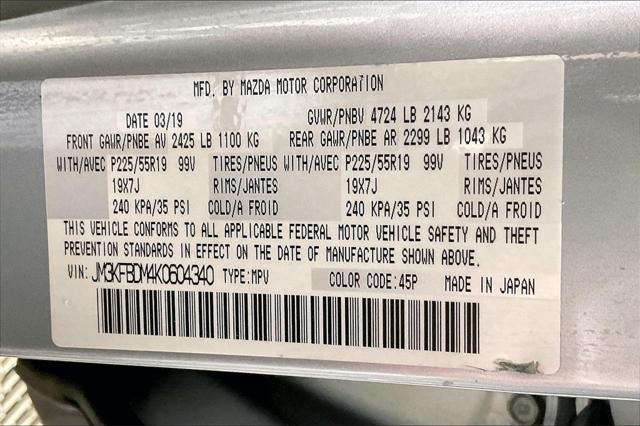 MFD. BY MAZDA MOTOR CORPORATION
DATE 03/19 GVWR/PNBV 4724 LB 2143 KG
FRONT GAWR/PNBE AV 2425 LB 1100 KG REAR GAWR/PNBE AR 2299 LB 1043 KG
WITH/AVEC P225/55R19 99V TIRES/PNEUS WITH/AVEC P225/55R19 99V TIRES/PNEUS
19X7J RIMS/JANTES 19X7J RIMS/JANTES
240 KPA/35 PSI COLD/A FROID 240 KPA/35 PSI COLD/A FROID
THIS VEHICLE CONFORMS TO ALL APPLICABLE FEDERAL MOTOR VEHICLE SAFETY AND THEFT
PREVENTION STANDARDS IN EFFECT ON THE DATE OF MANUFACTURE SHOWN ABOVE.
VIN: JM3KFBDM4K0604340 TYPE:MPV COLOR CODE:45P MADE IN JAPAN